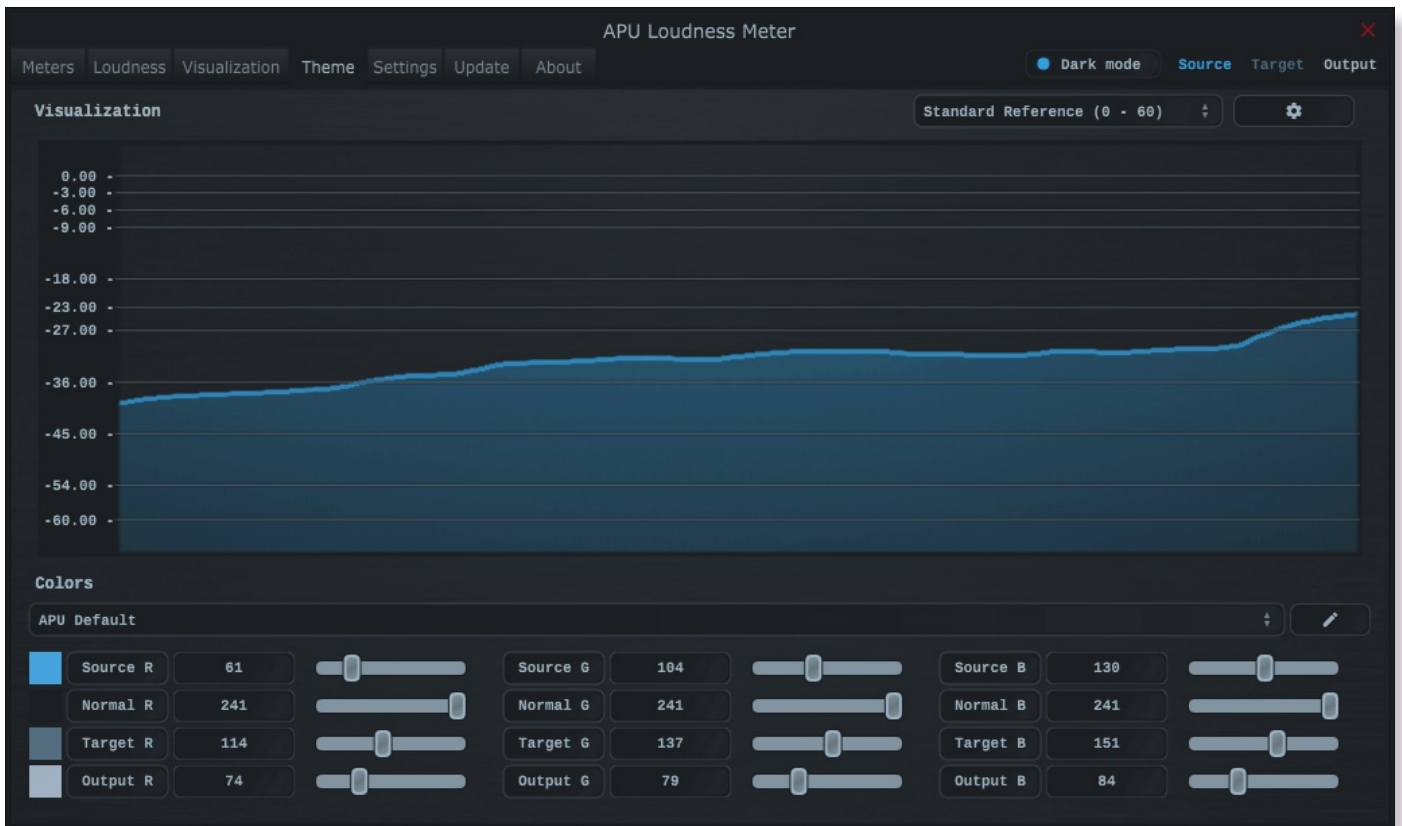 APU Loudness Meter
Meters Loudness Visualization Theme Settings Update About Dark mode Source Target Output
Visualization Standard Reference (0 - 60)
0.00 -
-3.00 -
-6.00 -
-9.00 -
-18.00 -
-23.00 -
-27.00 -
-36.00 -
-45.00 -
-54.00 -
-60.00 -
Colors
APU Default
Source R 61 Source G 104 Source B 130
Normal R 241 Normal G 241 Normal B 241
Target R 114 Target G 137 Target B 151
Output R 74 Output G 79 Output B 84